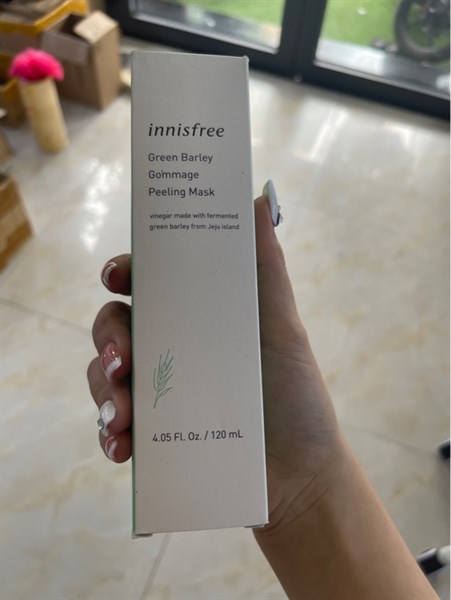 innisfree
Green Barley
Gommage
Peeling Mask
vinegar made with fermented
green barley from Jeju island
4.05 Fl. Oz. / 120 mL